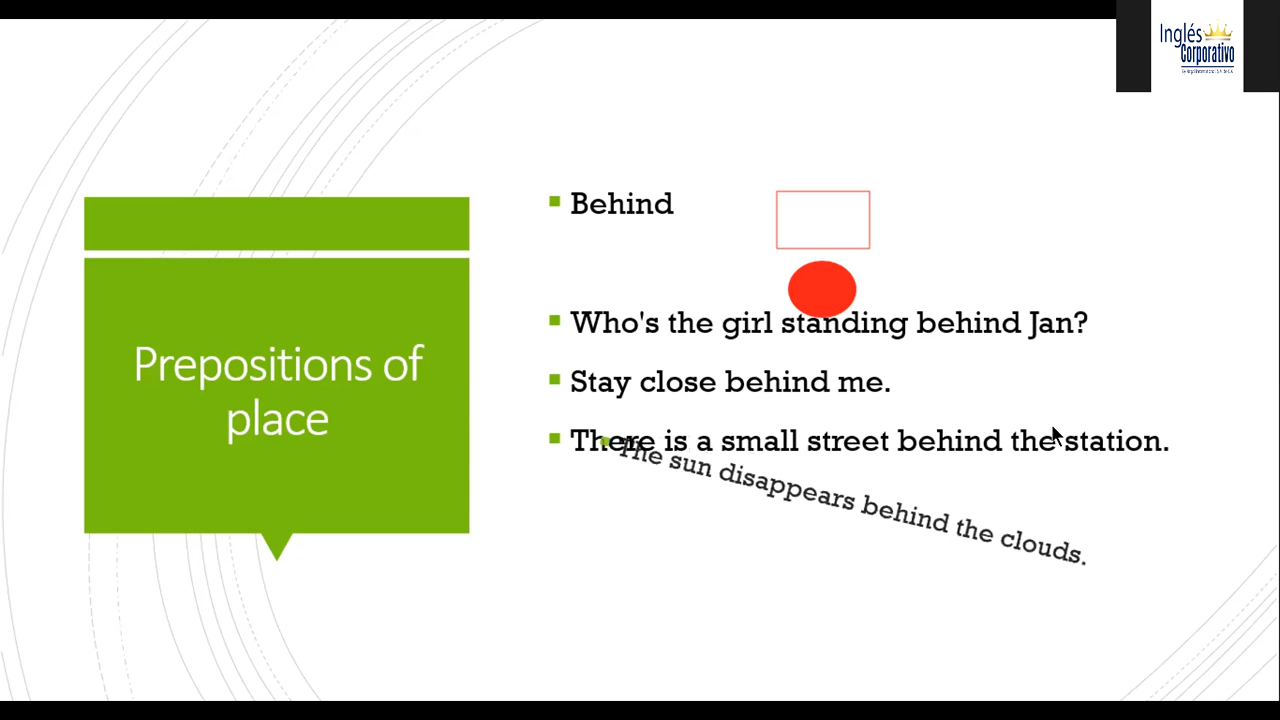 Inglés
Corporativo
Behind
Prepositions of
place
Who's the girl standing behind Jan?
Stay close behind me.
There is a small street behind the station.
The sun disappears behind the clouds.